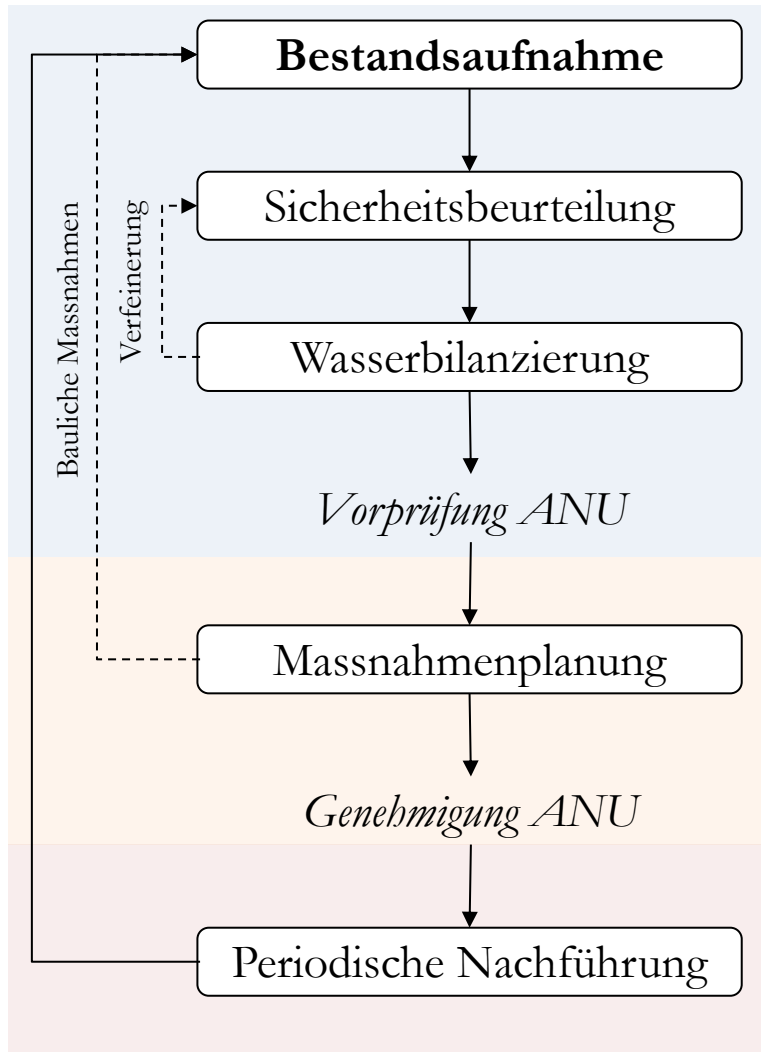 Bestandsaufnahme
Sicherheitsbeurteilung
Wasserbilanzierung
Verfeinerung
Bauliche Massnahmen
Vorprüfung ANU
Massnahmenplanung
Genehmigung ANU
Periodische Nachführung